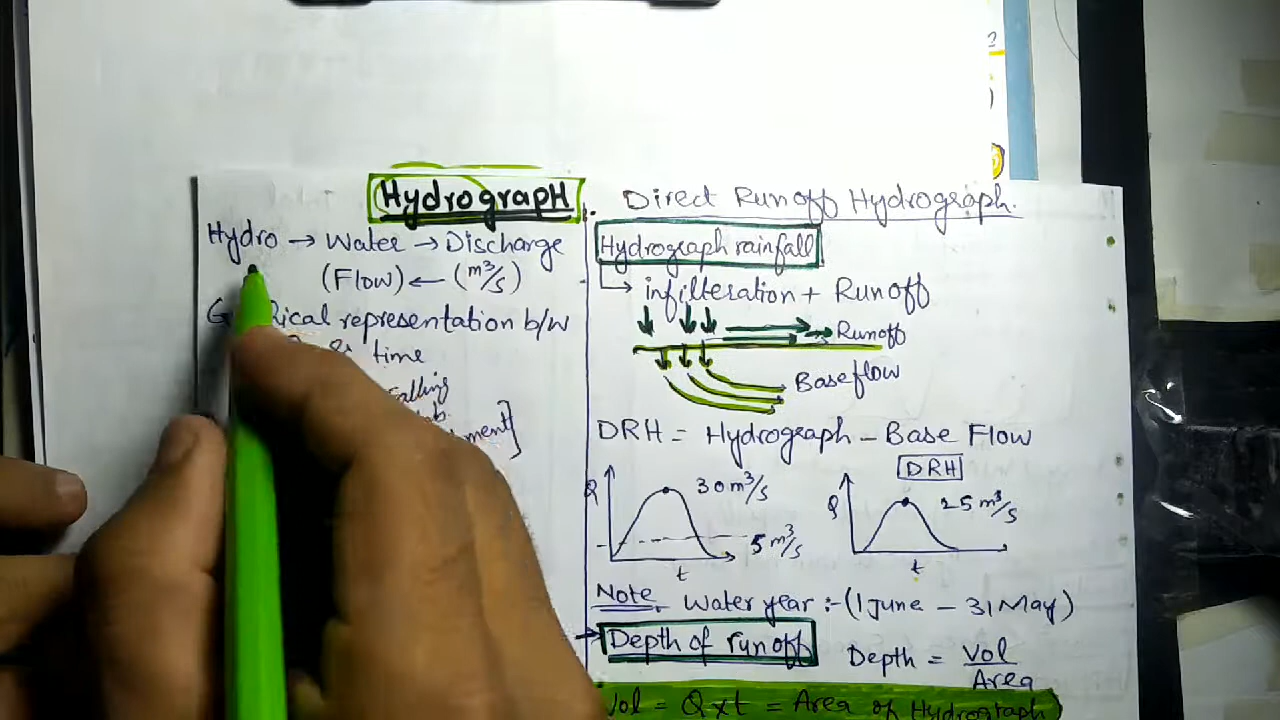 HydrograpH
Hydro → Water → Discharge
(Flow) ← (m³/s)
Rical representation b/w
& time
Falling
Direct Runoff Hydrograph.
Hydrograph rainfall
↳ infilteration + Runoff
→ Runoff
Baseflow
DRH = Hydrograph - Base Flow
DRH
Q 30 m³/s
5 m³/s
t
Q 25 m³/s
t
Note Water year :- (1 June - 31 May)
→ Depth of runoff
Depth = Vol
Area
Vol = Q x t = Area of Hydrograph